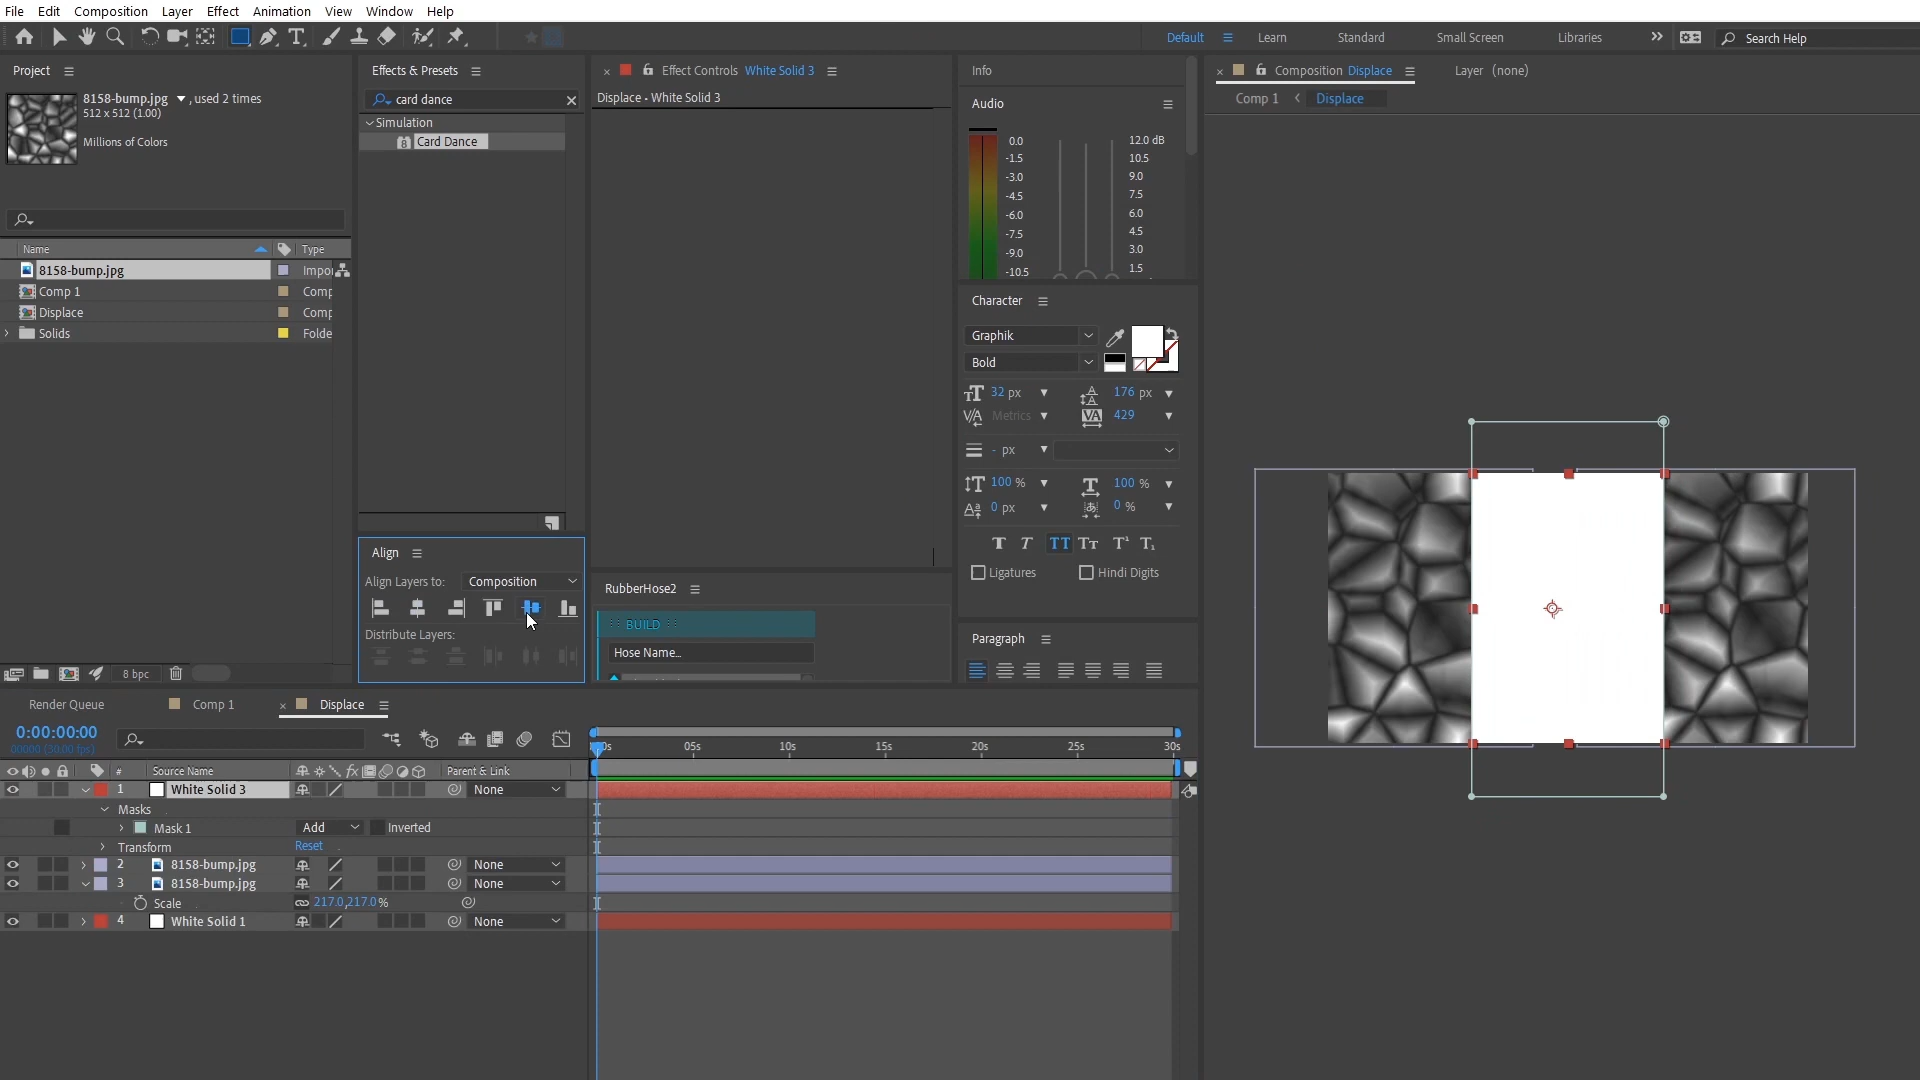 File Edit Composition Layer Effect Animation View Window Help
Default Learn Standard Small Screen Libraries Search Help
Project
8158-bump.jpg , used 2 times
512 x 512 (1.00)
Millions of Colors
Name Type
8158-bump.jpg
Comp 1 Comp
Displace Comp
Solids Folde
8 bpc
Effects & Presets
card dance
Simulation
8 Card Dance
Align
Align Layers to: Composition
Distribute Layers:
Effect Controls White Solid 3
Displace • White Solid 3
RubberHose2
BUILD
Hose Name...
Info
Audio
0.0 12.0 dB
-1.5 10.5
-3.0 9.0
-4.5 7.5
-6.0 6.0
-7.5 4.5
-9.0 3.0
-10.5 1.5
Character
Graphik
Bold
32 px 176 px
Metrics 429
- px
100 % 100 %
0 px 0 %
Ligatures Hindi Digits
Paragraph
Composition Displace Layer (none)
Comp 1 Displace
Render Queue Comp 1 Displace
0:00:00:00
00000 (30.00 fps)
05s 10s 15s 20s 25s 30s
# Source Name Parent & Link
1 White Solid 3 None
Masks
Mask 1 Add Inverted
Transform Reset
2 8158-bump.jpg None
3 8158-bump.jpg None
Scale 217.0,217.0%
4 White Solid 1 None